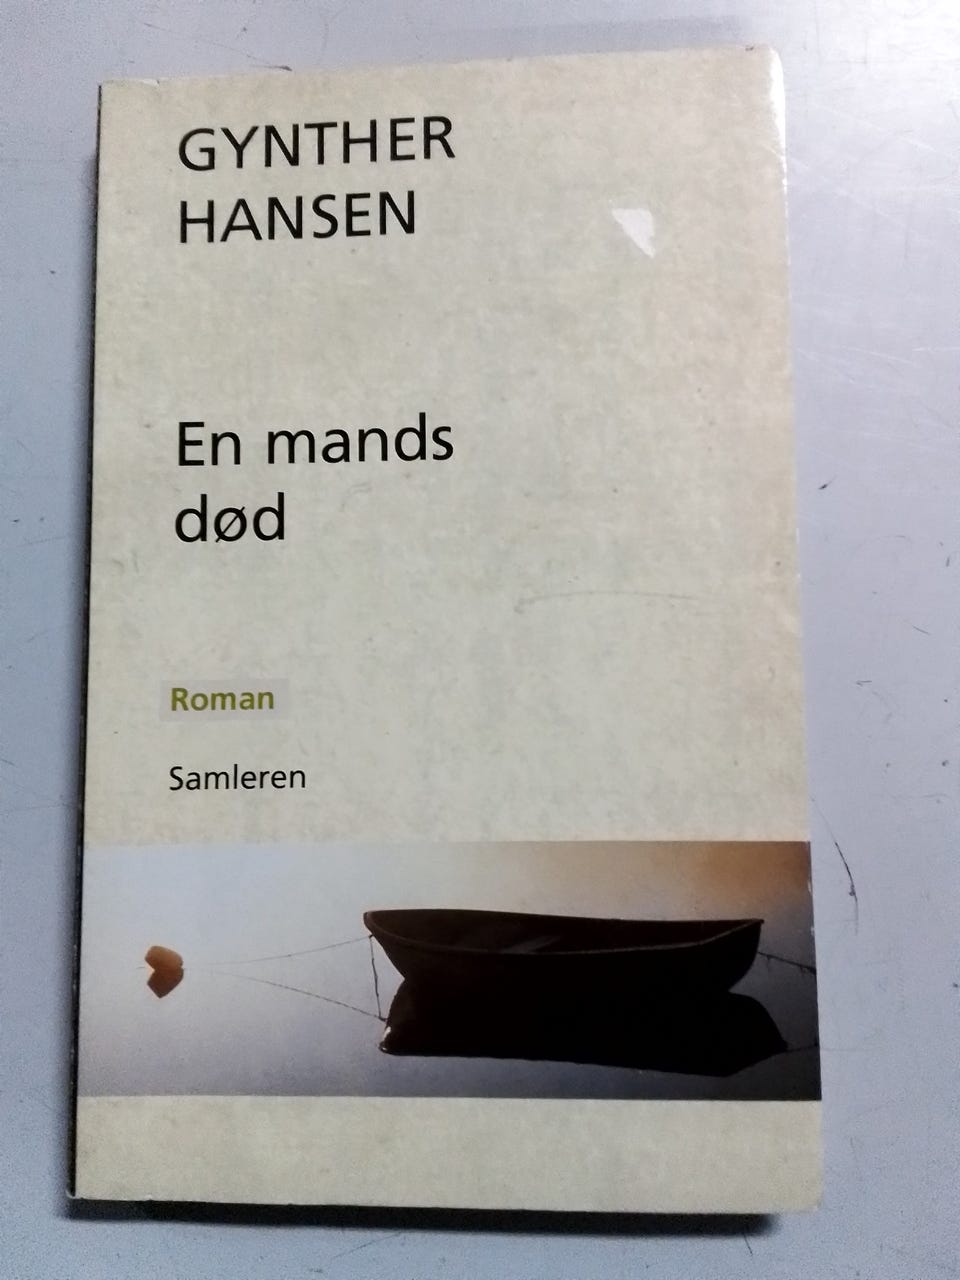 GYNTHER
HANSEN
En mands
død
Roman
Samleren